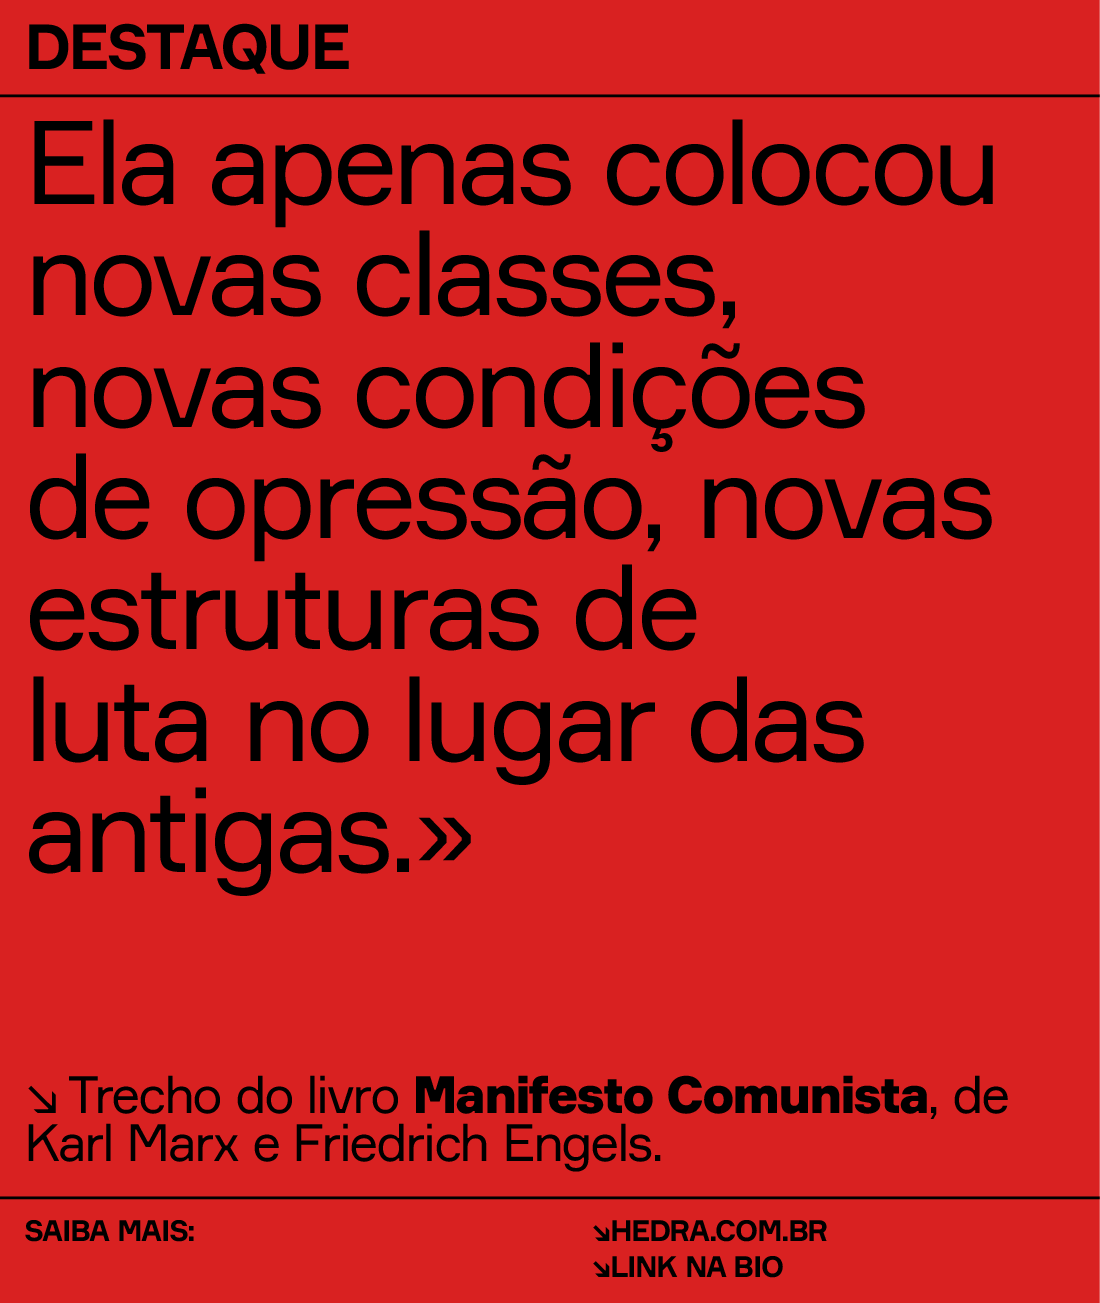 DESTAQUE
Ela apenas colocou
novas classes,
novas condições
de opressão, novas
estruturas de
luta no lugar das
antigas.»
↘ Trecho do livro Manifesto Comunista, de
Karl Marx e Friedrich Engels.
SAIBA MAIS:
↘HEDRA.COM.BR
↘LINK NA BIO